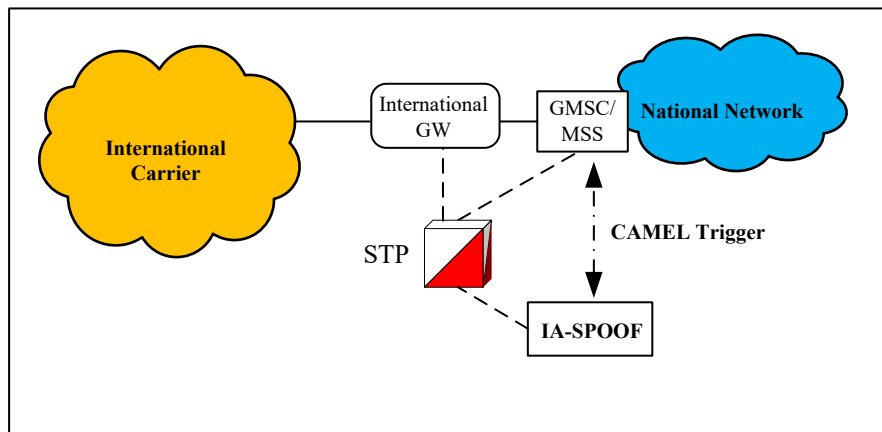 International
Carrier
International
GW
GMSC/
MSS
National Network
STP
CAMEL Trigger
IA-SPOOF